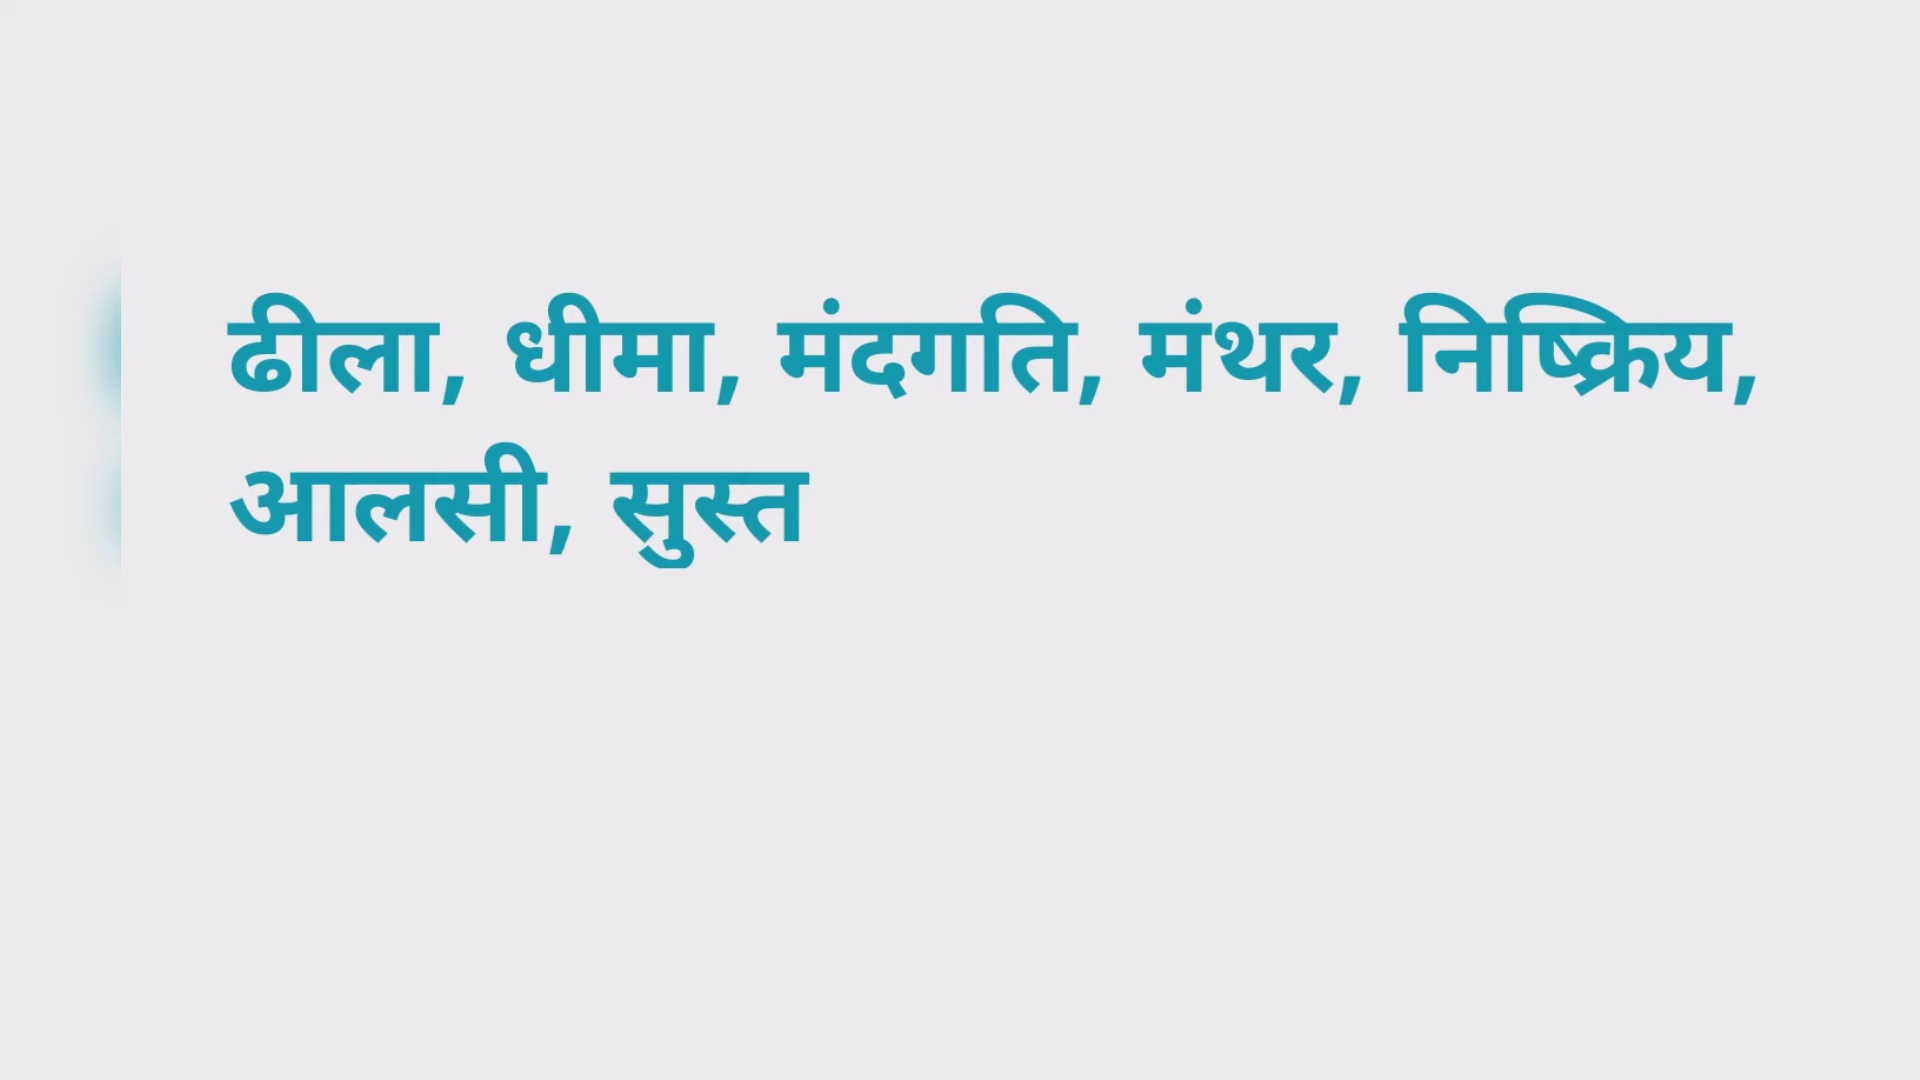 ढीला, धीमा, मंदगति, मंथर, निष्क्रिय,
आलसी, सुस्त